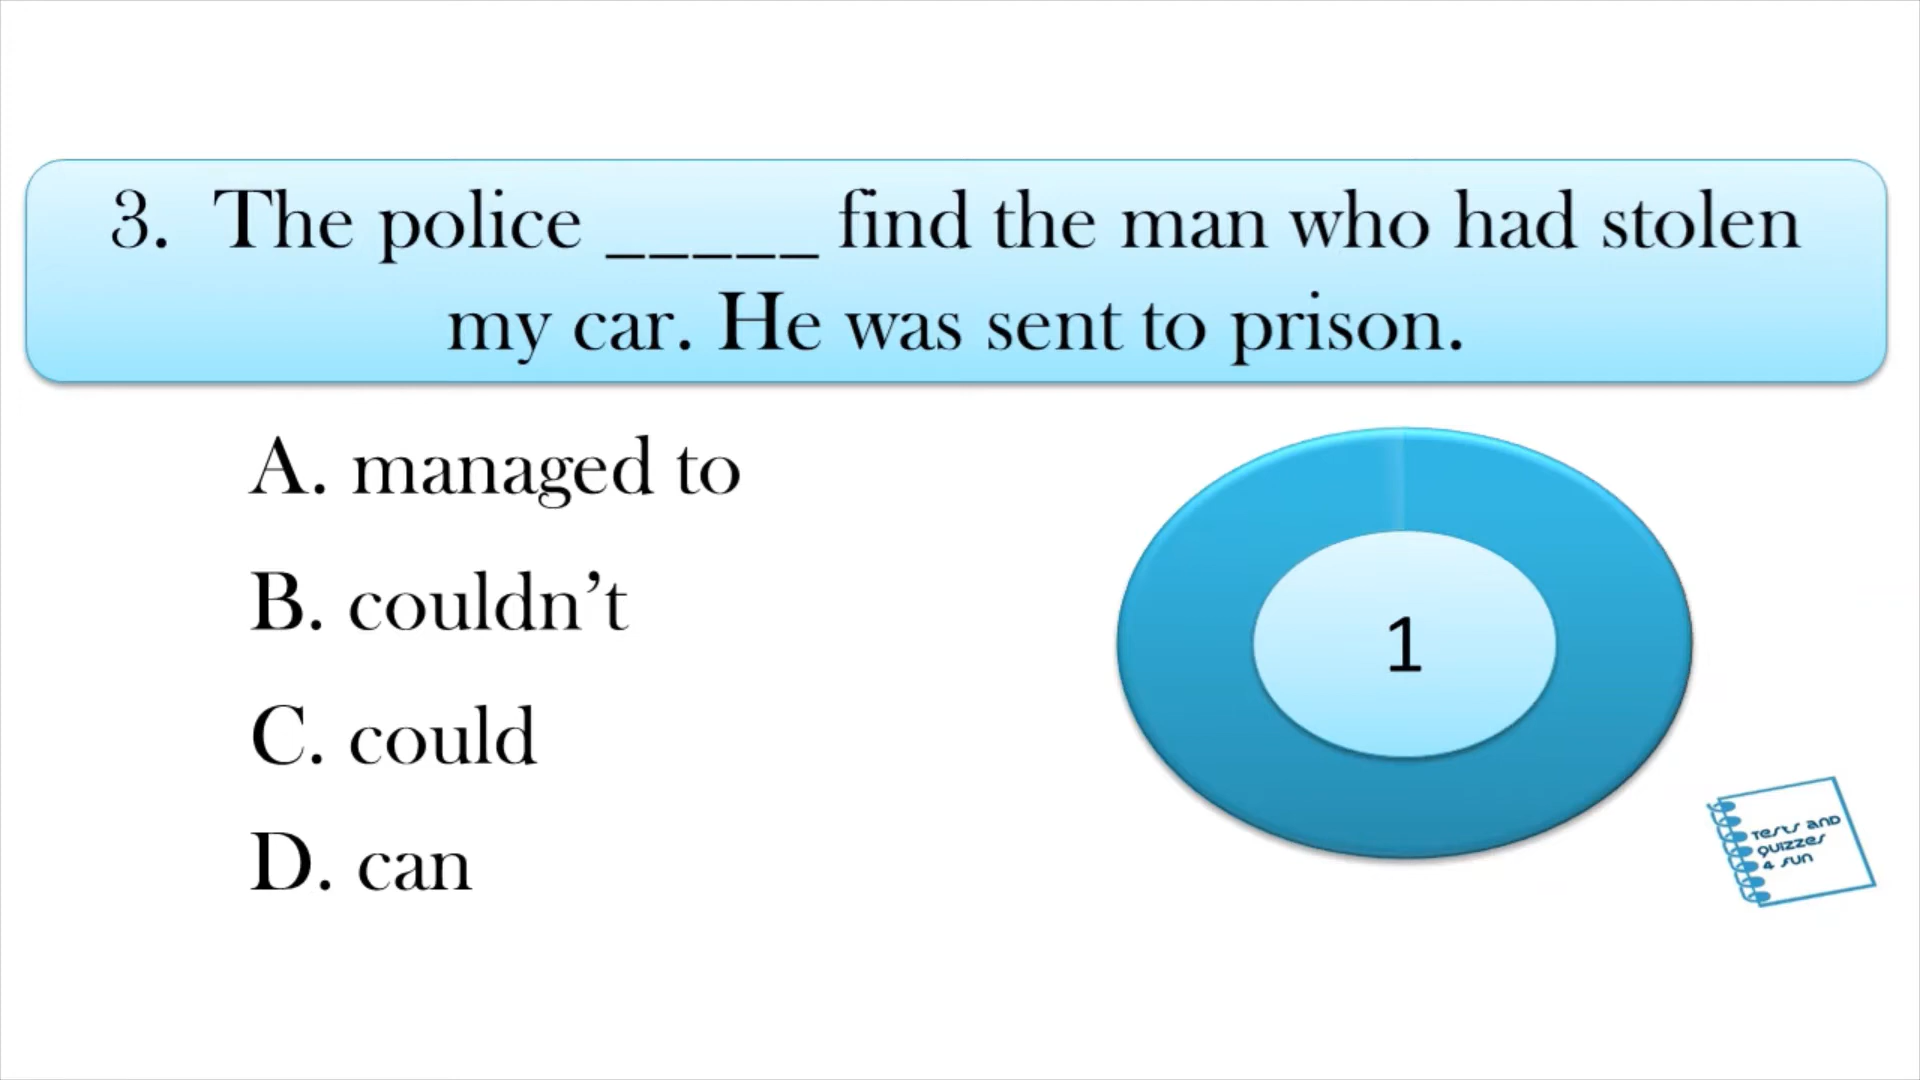 3. The police _____ find the man who had stolen
my car. He was sent to prison.
A. managed to
B. couldn’t
C. could
D. can
1
Tests and
Quizzes
4 fun